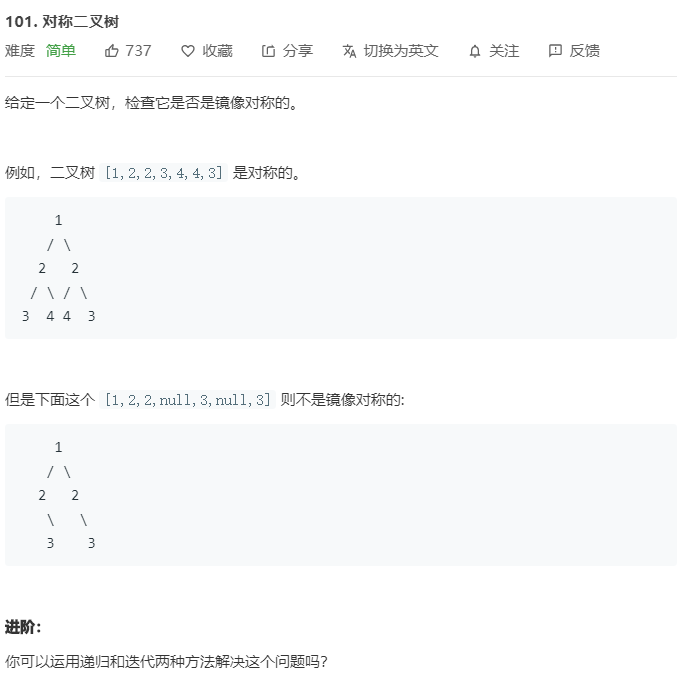 101. 对称二叉树
难度 简单 737 收藏 分享 切换为英文 关注 反馈
给定一个二叉树，检查它是否是镜像对称的。
例如，二叉树 [1,2,2,3,4,4,3] 是对称的。
1
/ \
2 2
/ \ / \
3 4 4 3
但是下面这个 [1,2,2,null,3,null,3] 则不是镜像对称的:
1
/ \
2 2
\ \
3 3
进阶：
你可以运用递归和迭代两种方法解决这个问题吗？